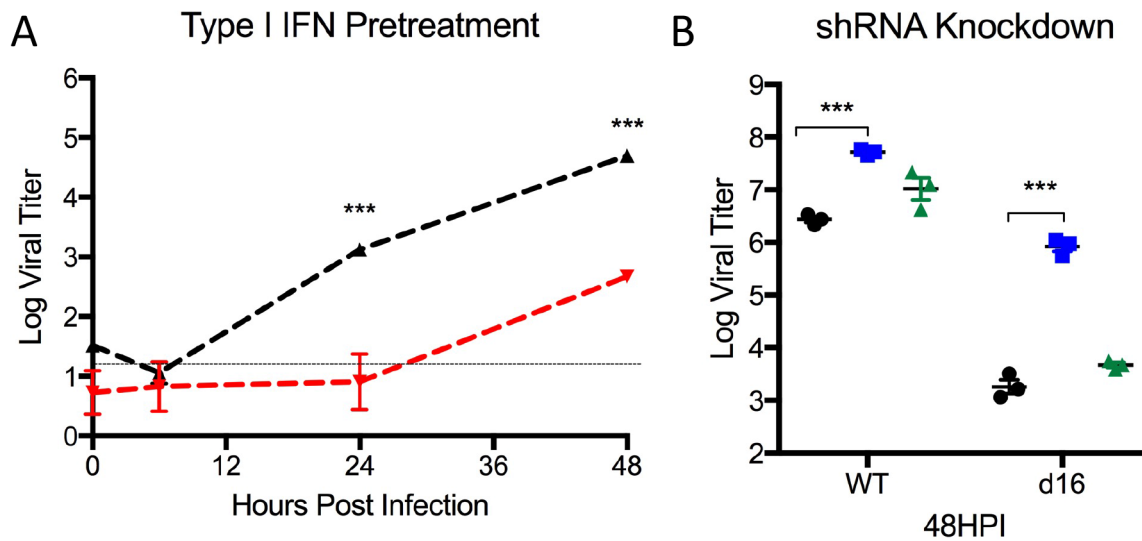 A
Type I IFN Pretreatment
Log Viral Titer
6
5
4
3
2
1
0
***
***
0 12 24 36 48
Hours Post Infection
B
shRNA Knockdown
Log Viral Titer
9
8
7
6
5
4
3
2
***
***
WT d16
48HPI